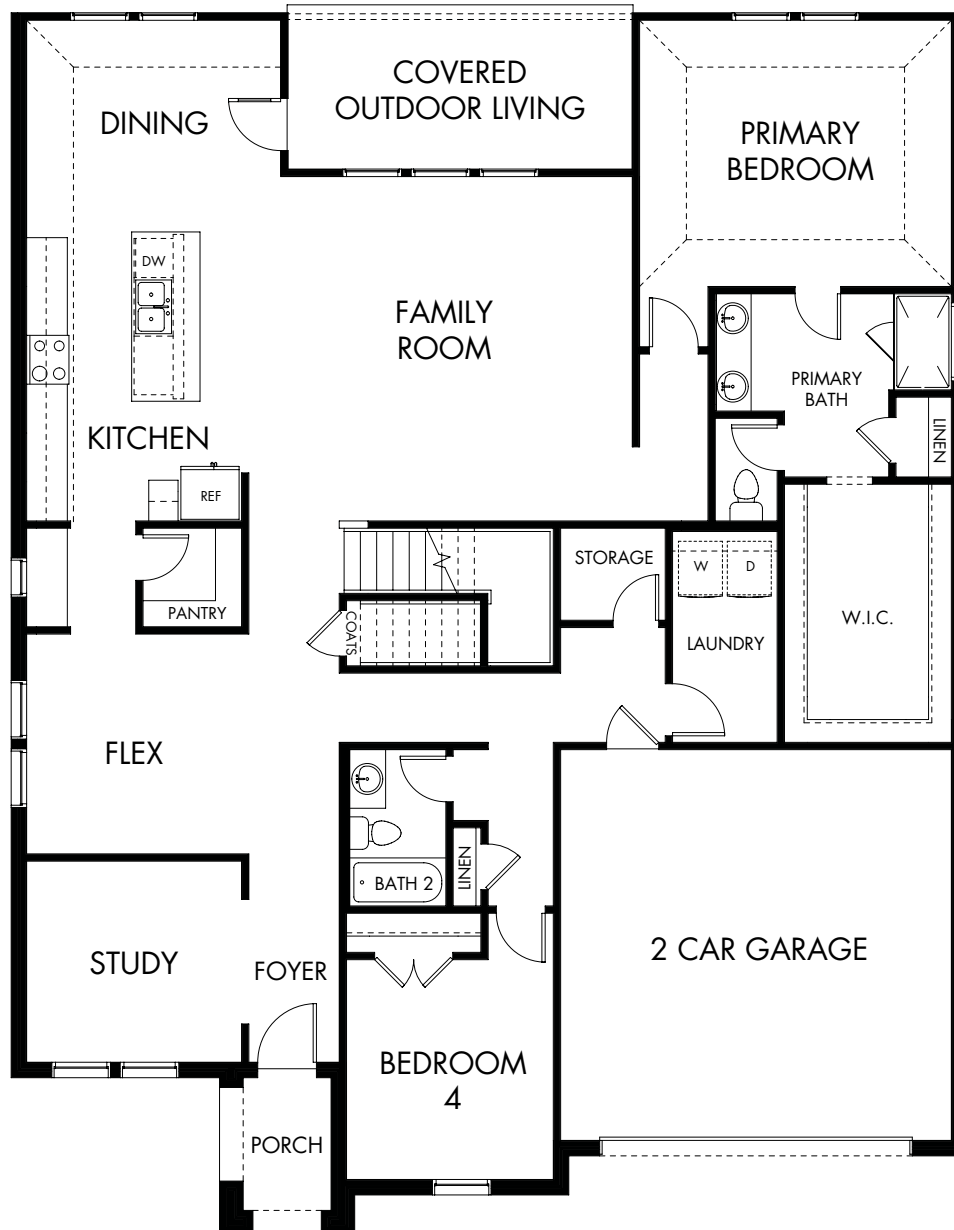 COVERED
OUTDOOR LIVING
DINING
PRIMARY
BEDROOM
DW
FAMILY
ROOM
PRIMARY
BATH
KITCHEN
LINEN
REF
STORAGE
W
D
PANTRY
COATS
W.I.C.
LAUNDRY
FLEX
LINEN
BATH 2
STUDY
FOYER
2 CAR GARAGE
BEDROOM
4
PORCH